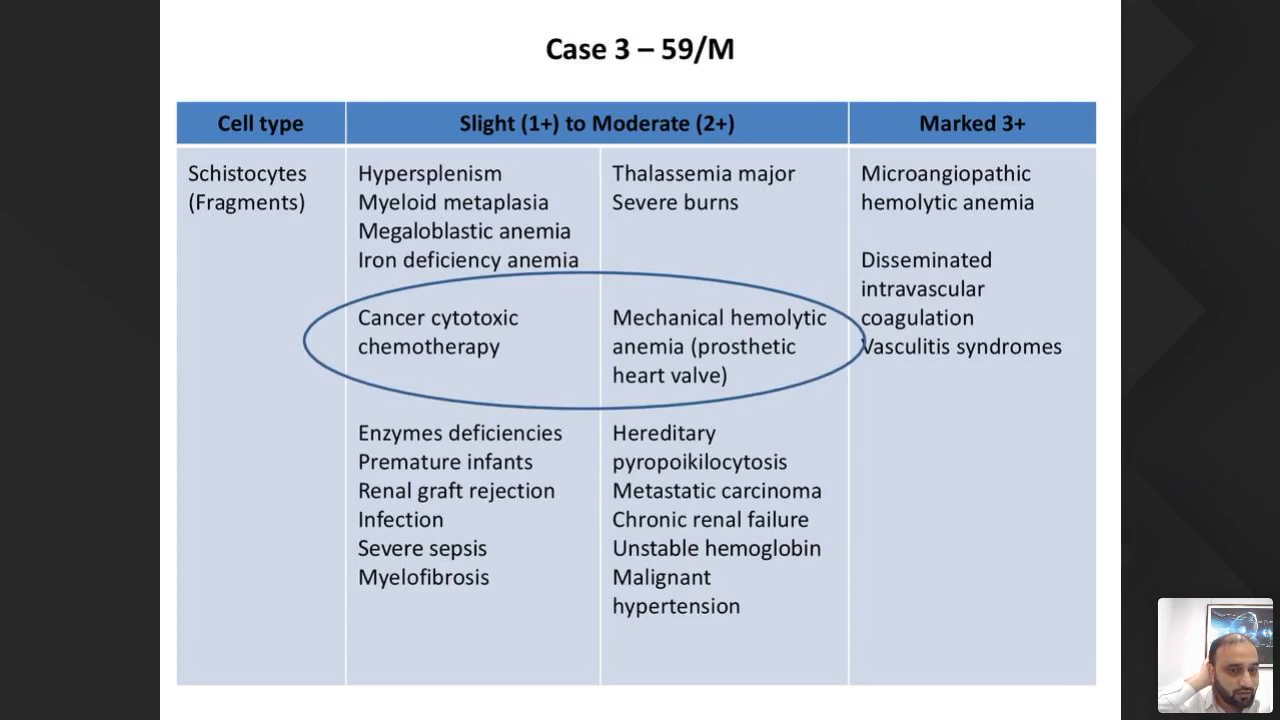 Case 3 – 59/M
Cell type
Slight (1+) to Moderate (2+)
Marked 3+
Schistocytes
(Fragments)
Hypersplenism
Myeloid metaplasia
Megaloblastic anemia
Iron deficiency anemia
Cancer cytotoxic
chemotherapy
Enzymes deficiencies
Premature infants
Renal graft rejection
Infection
Severe sepsis
Myelofibrosis
Thalassemia major
Severe burns
Mechanical hemolytic
anemia (prosthetic
heart valve)
Hereditary
pyropoikilocytosis
Metastatic carcinoma
Chronic renal failure
Unstable hemoglobin
Malignant
hypertension
Microangiopathic
hemolytic anemia
Disseminated
intravascular
coagulation
Vasculitis syndromes